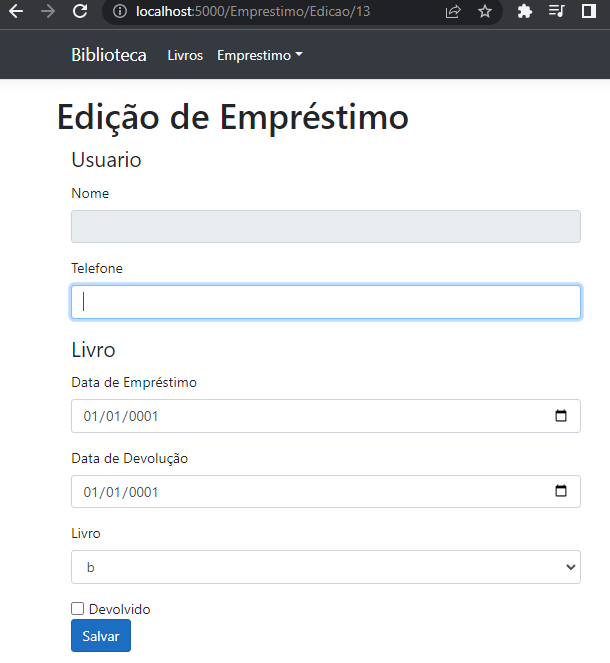 localhost:5000/Emprestimo/Edicao/13
Biblioteca Livros Emprestimo
Edição de Empréstimo
Usuario
Nome
Telefone
Livro
Data de Empréstimo
01/01/0001
Data de Devolução
01/01/0001
Livro
b
Devolvido
Salvar